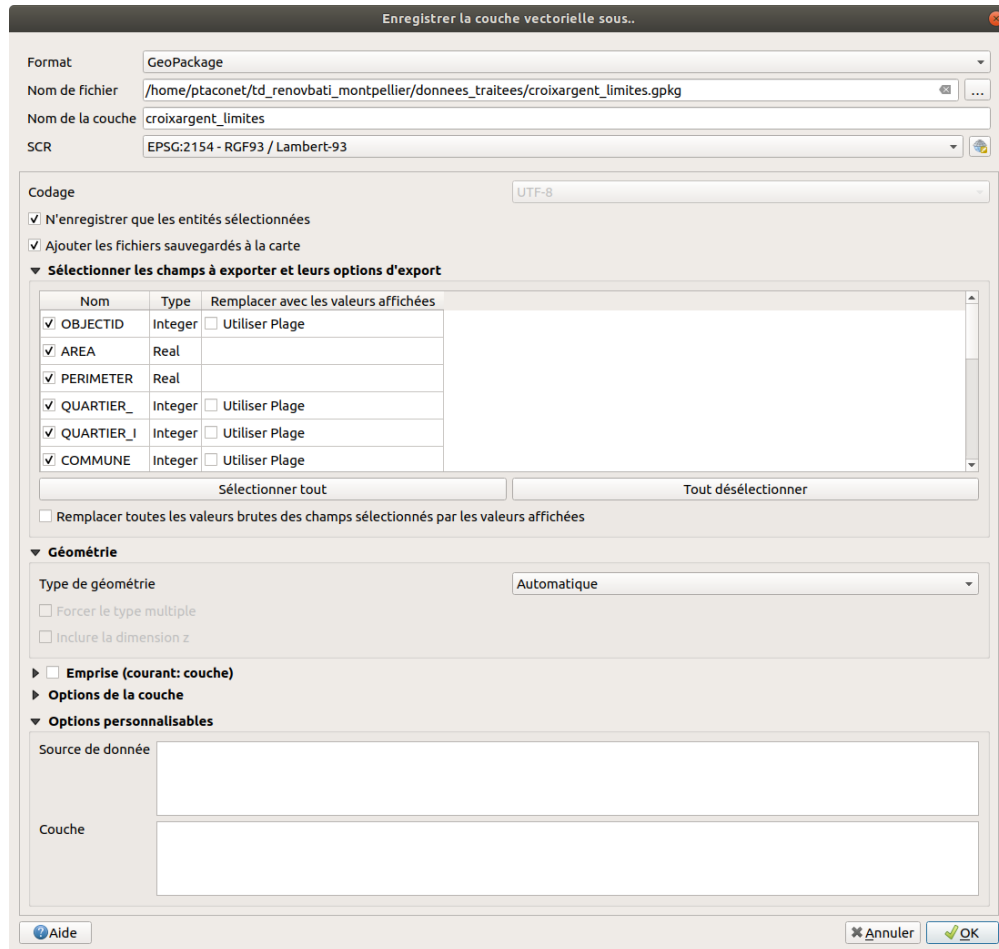 Enregistrer la couche vectorielle sous..
Format GeoPackage
Nom de fichier /home/ptaconet/td_renovbati_montpellier/donnees_traitees/croixargent_limites.gpkg ...
Nom de la couche croixargent_limites
SCR EPSG:2154 - RGF93 / Lambert-93
Codage UTF-8
N'enregistrer que les entités sélectionnées
Ajouter les fichiers sauvegardés à la carte
Sélectionner les champs à exporter et leurs options d'export
Nom Type Remplacer avec les valeurs affichées
OBJECTID Integer Utiliser Plage
AREA Real
PERIMETER Real
QUARTIER_ Integer Utiliser Plage
QUARTIER_I Integer Utiliser Plage
COMMUNE Integer Utiliser Plage
Sélectionner tout Tout désélectionner
Remplacer toutes les valeurs brutes des champs sélectionnés par les valeurs affichées
Géométrie
Type de géométrie Automatique
Forcer le type multiple
Inclure la dimension z
Emprise (courant: couche)
Options de la couche
Options personnalisables
Source de donnée
Couche
Aide Annuler OK